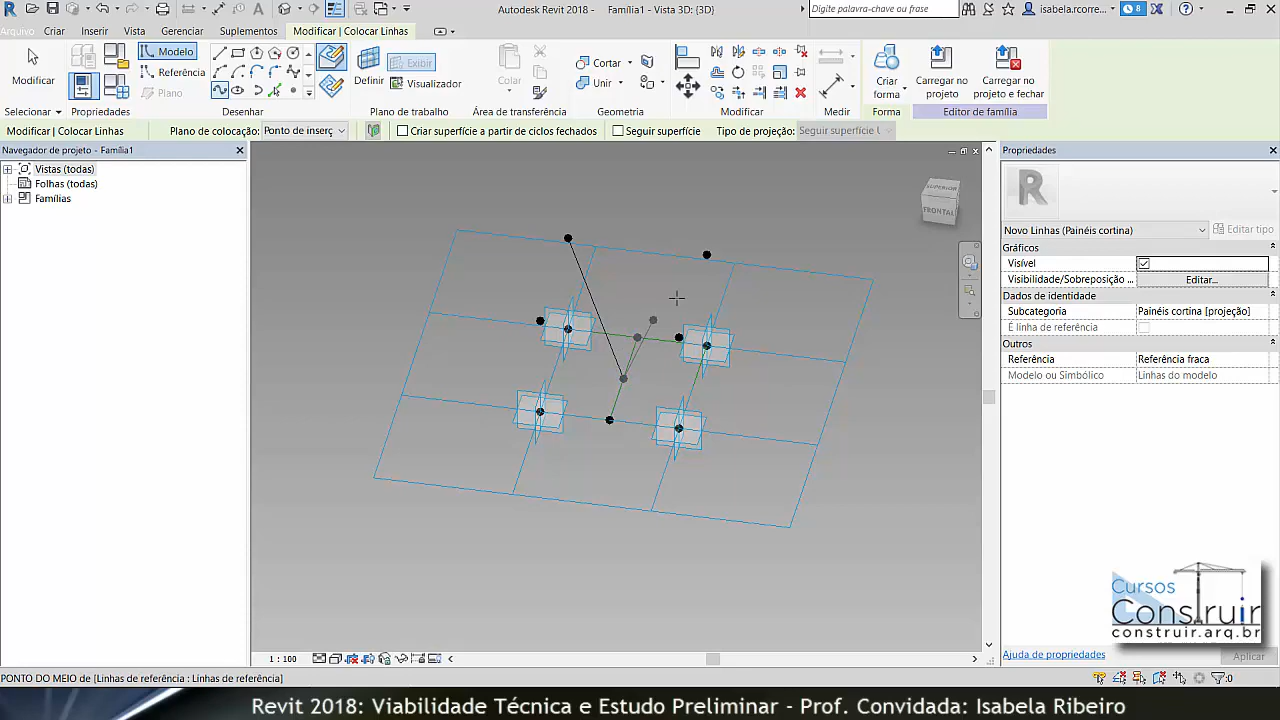 Autodesk Revit 2018 -
Família1 - Vista 3D: {3D}
Digite palavra-chave ou frase
isabela.corre...
8
Arquivo
Criar
Inserir
Vista
Gerenciar
Suplementos
Modificar | Colocar Linhas
Modificar
Modelo
Referência
Plano
Definir
Exibir
Visualizador
Colar
Cortar
Unir
Criar forma
Carregar no projeto
Carregar no projeto e fechar
Selecionar
Propriedades
Desenhar
Plano de trabalho
Área de transferência
Geometria
Modificar
Medir
Forma
Editor de família
Modificar | Colocar Linhas
Plano de colocação:
Ponto de inserç
Criar superfície a partir de ciclos fechados
Seguir superfície
Tipo de projeção:
Seguir superfície U
Navegador de projeto - Família1
Vistas (todas)
Folhas (todas)
Famílias
SUPERIOR
FRONTAL
Propriedades
Novo Linhas (Painéis cortina)
Editar tipo
Gráficos
Visível
Visibilidade/Sobreposição ...
Editar...
Dados de identidade
Subcategoria
Painéis cortina [projeção]
É linha de referência
Outros
Referência
Referência fraca
Modelo ou Simbólico
Linhas do modelo
Cursos
Construir
construir.arq.br
Ajuda de propriedades
Aplicar
1 : 100
PONTO DO MEIO de [Linhas de referência : Linhas de referência]
:0
Revit 2018: Viabilidade Técnica e Estudo Preliminar - Prof. Convidada: Isabela Ribeiro